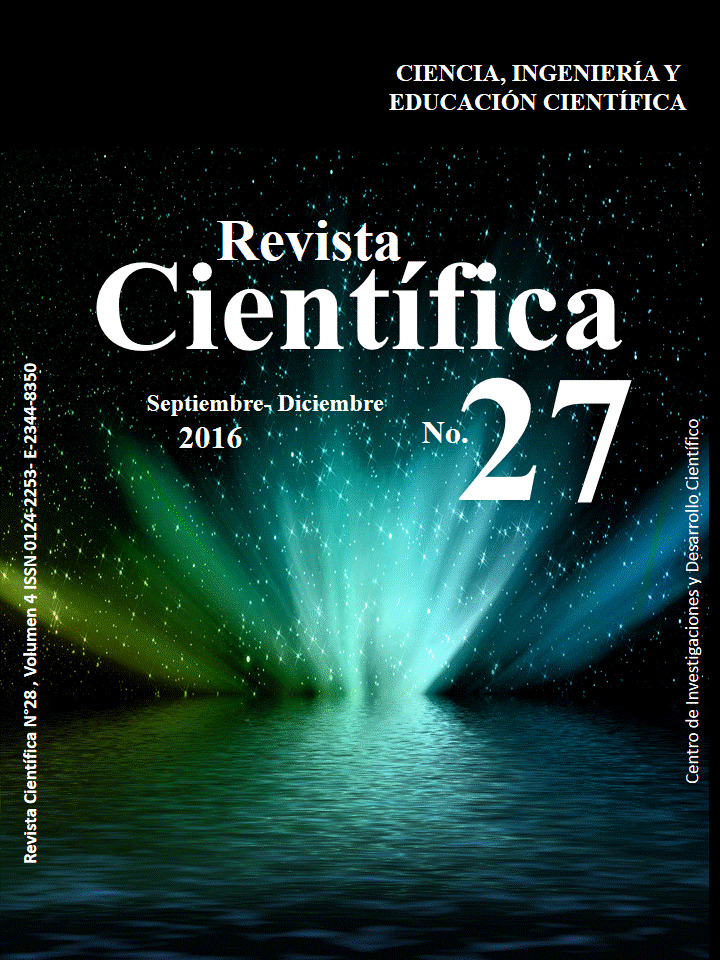 CIENCIA, INGENIERÍA Y
EDUCACIÓN CIENTÍFICA
Revista
Científica
Septiembre- Diciembre
2016
No. 27
Revista Científica N°28 , Volumen 4 ISSN-0124-2253- E-2344-8350
Centro de Investigaciones y Desarrollo Científico